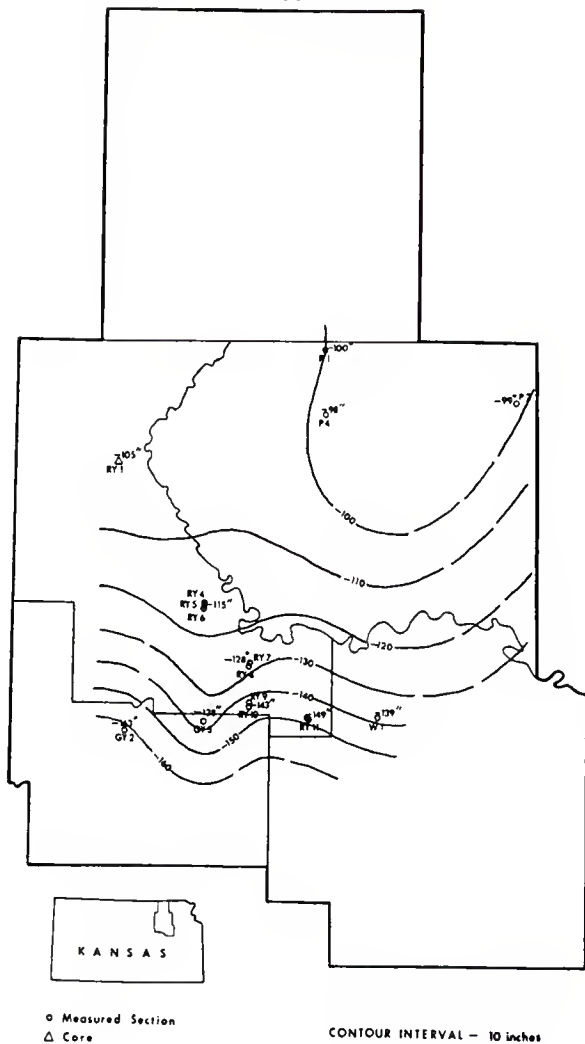 -100"
P 1
-98"
P4
-99"
-105"
RY 1
-100
-110
RY 4
RY 5 -115"
RY 6
-120
-128" RY 7
RY 8
-130
RY 9
-143"
RY 10
-140
-138"
GY 3
-149"
RY 11
139"
W 1
GY 2
-150
-160
KANSAS
o Measured Section
△ Core
CONTOUR INTERVAL — 10 inches